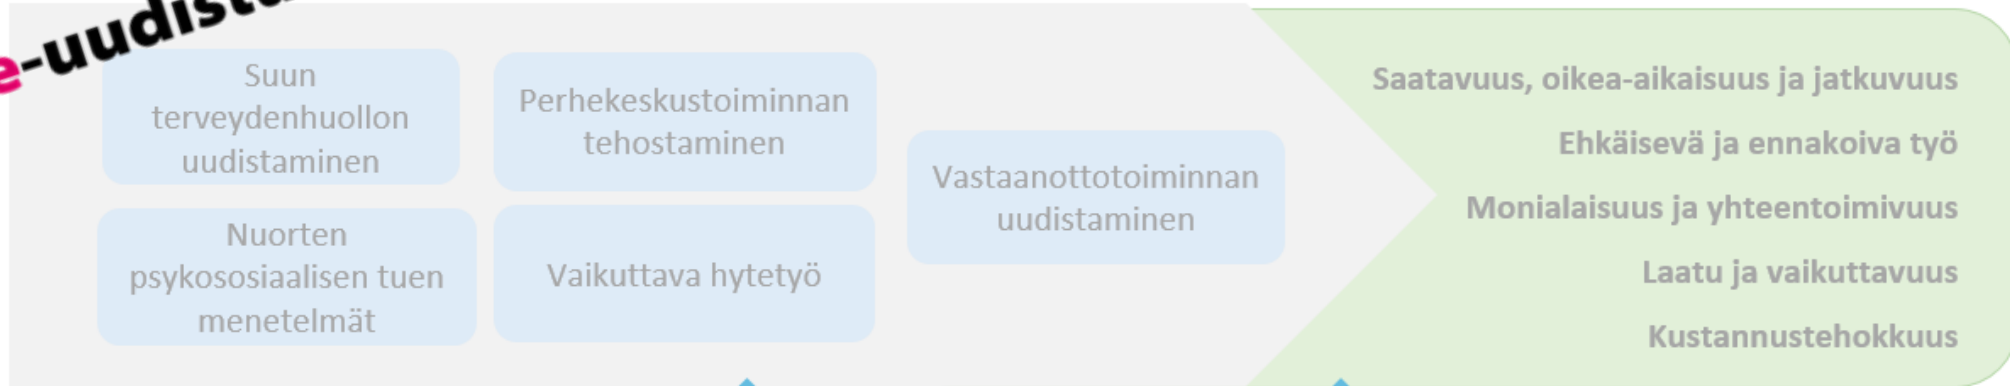 e-uudist
Suun
terveydenhuollon
uudistaminen
Perhekeskustoiminnan
tehostaminen
Nuorten
psykososiaalisen tuen
menetelmät
Vaikuttava hytetyö
Vastaanottotoiminnan
uudistaminen
Saatavuus, oikea-aikaisuus ja jatkuvuus
Ehkäisevä ja ennakoiva työ
Monialaisuus ja yhteentoimivuus
Laatu ja vaikuttavuus
Kustannustehokkuus